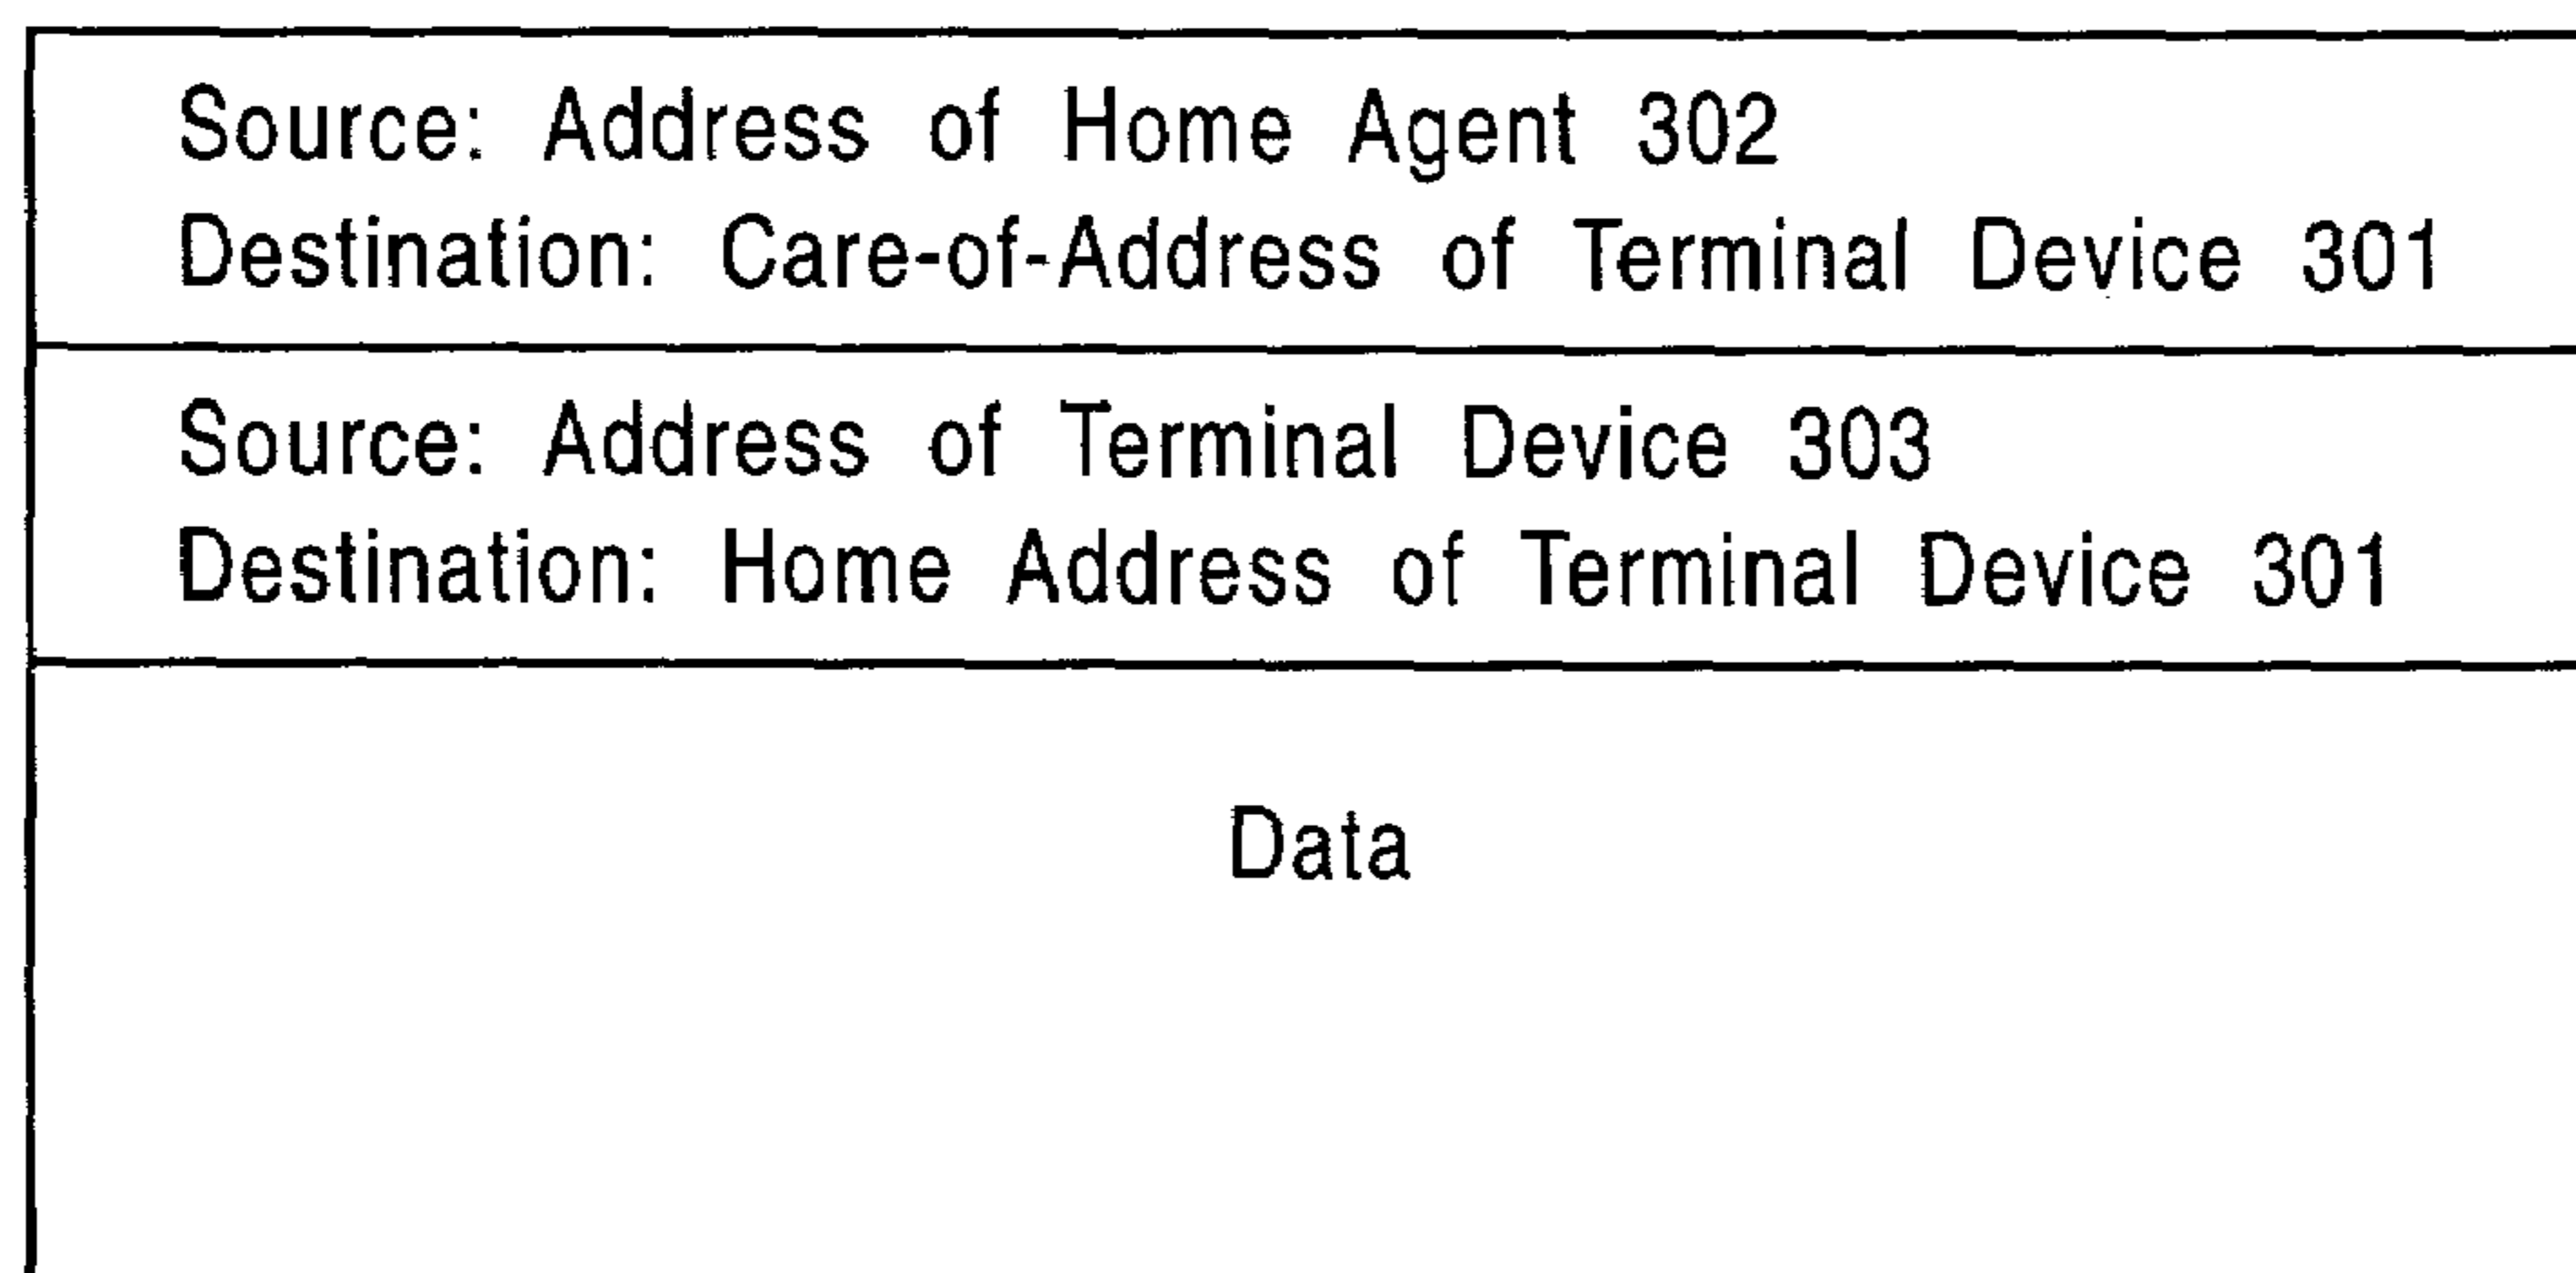 Source: Address of Home Agent 302
Destination: Care-of-Address of Terminal Device 301
Source: Address of Terminal Device 303
Destination: Home Address of Terminal Device 301
Data